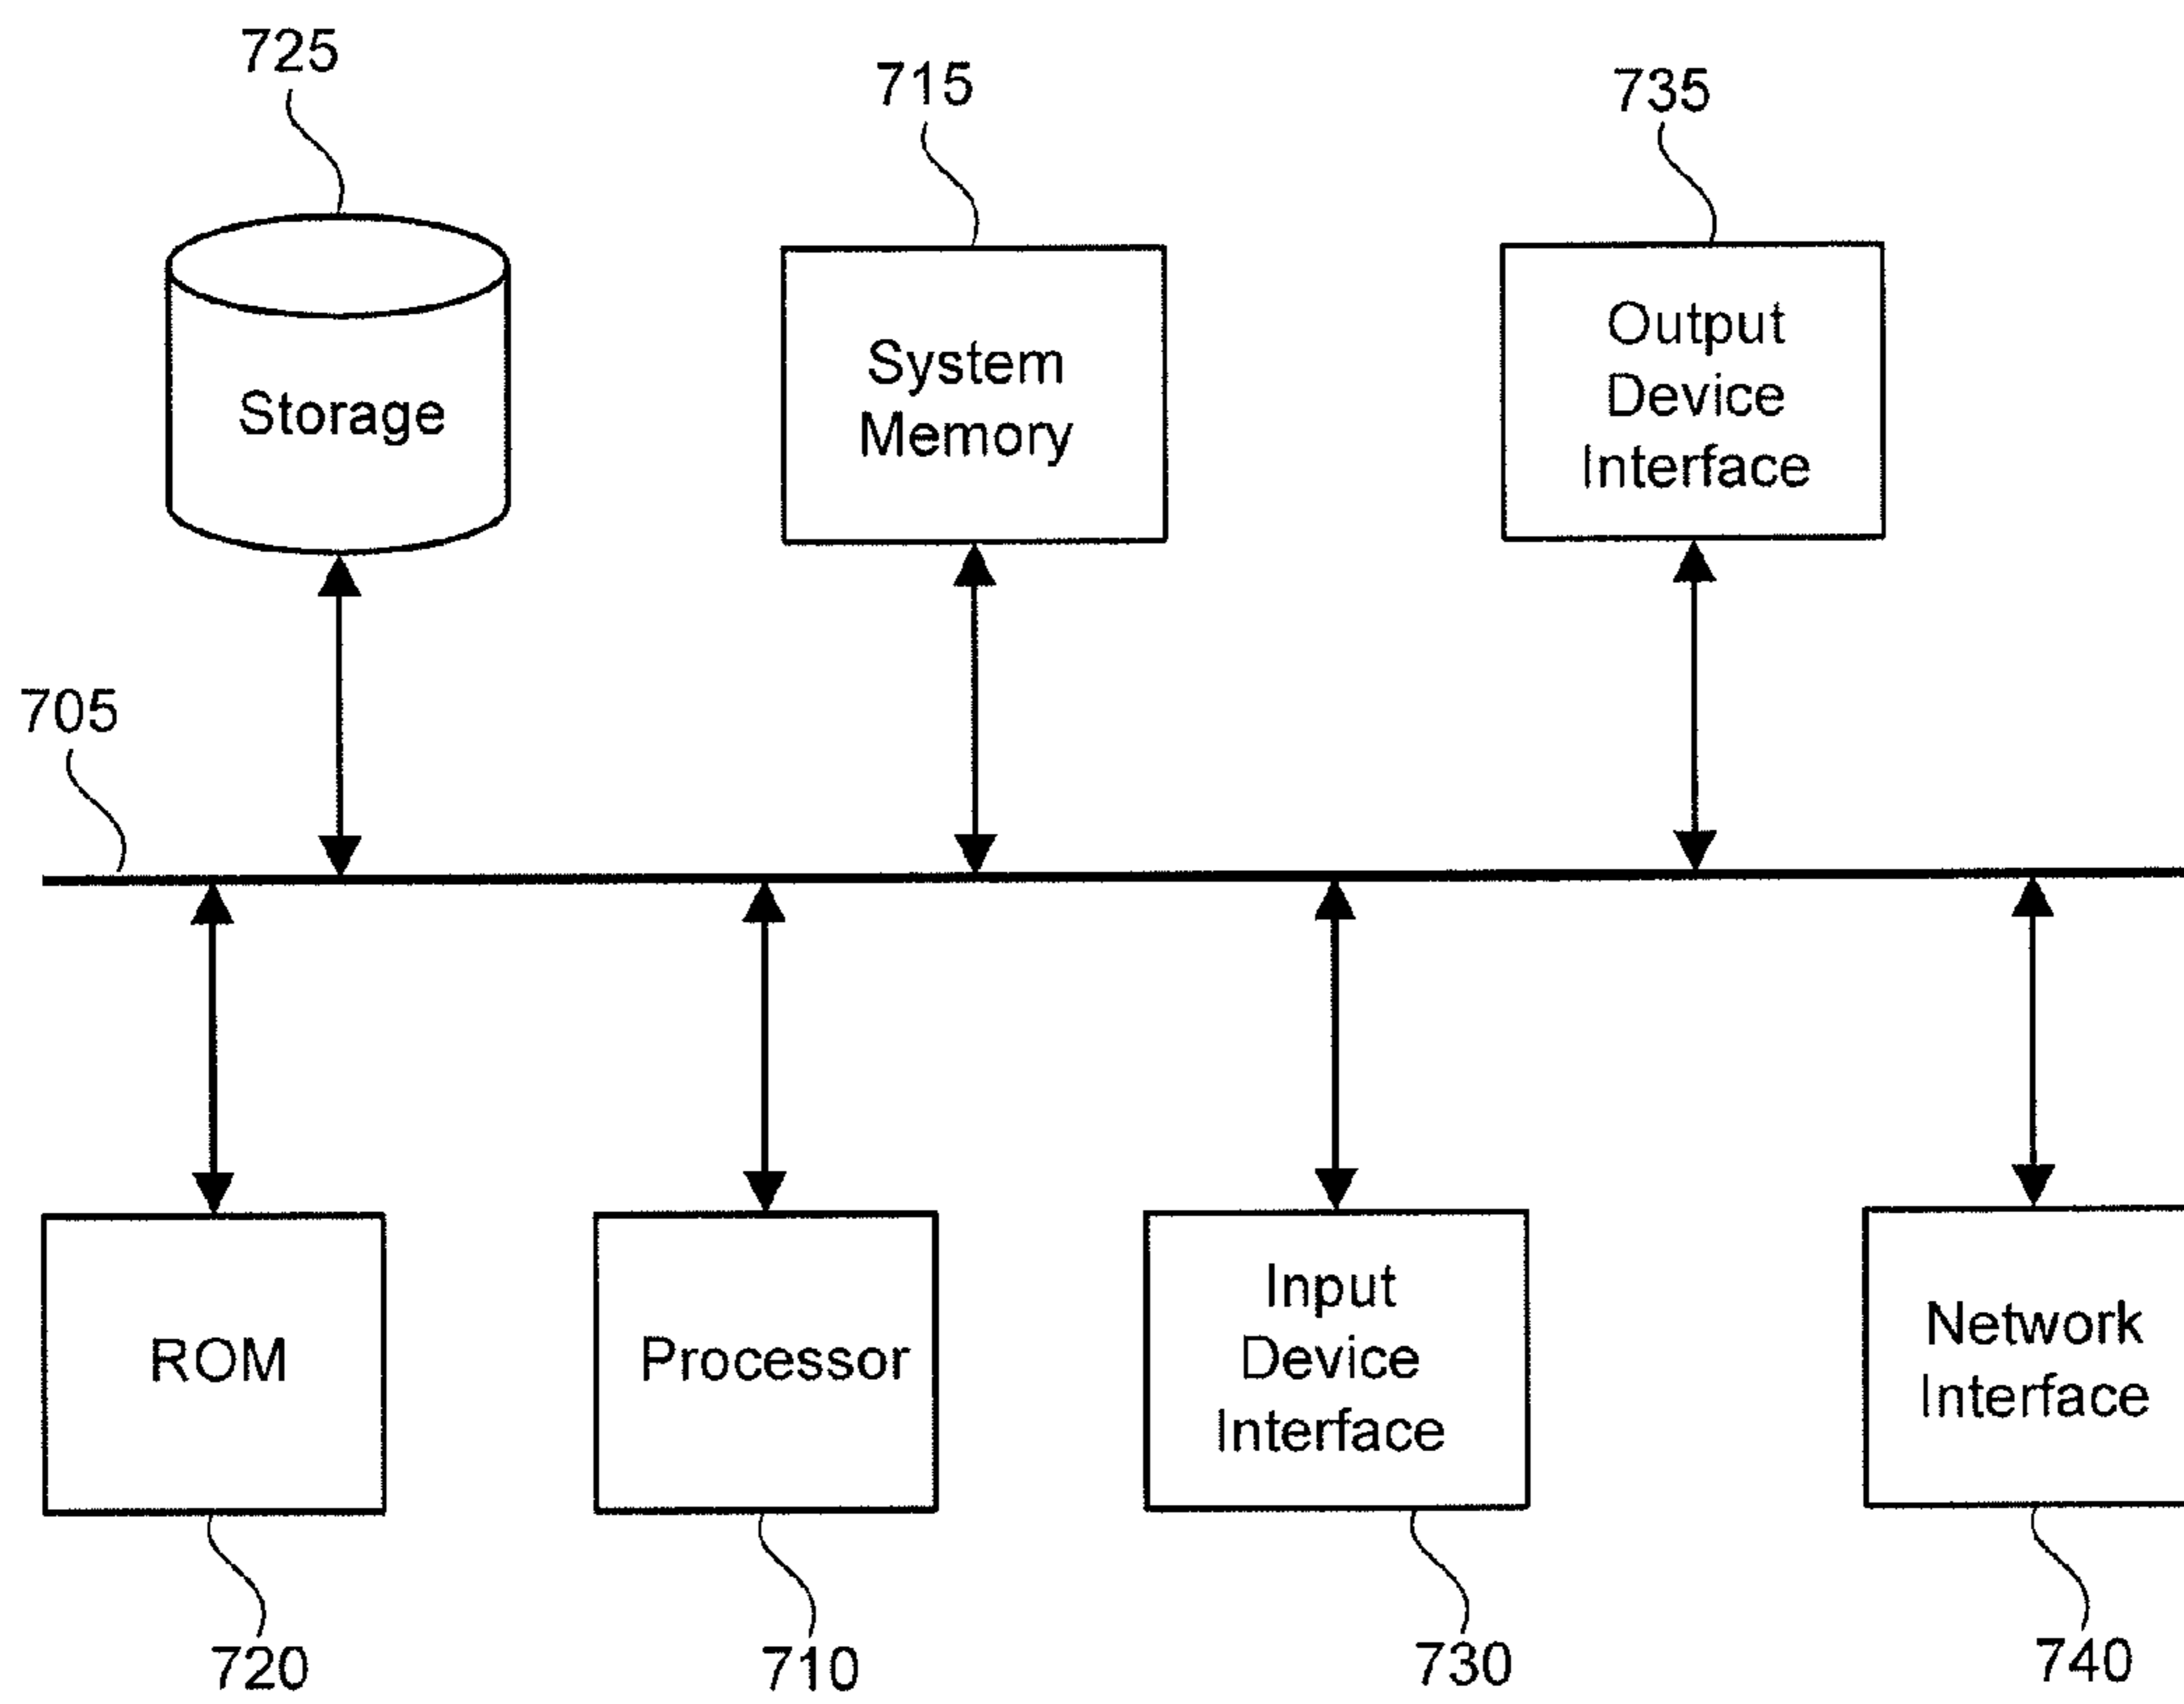 725
715
735
Storage
System
Memory
Output
Device
Interface
705
ROM
Processor
Input
Device
Interface
Network
Interface
720
710
730
740